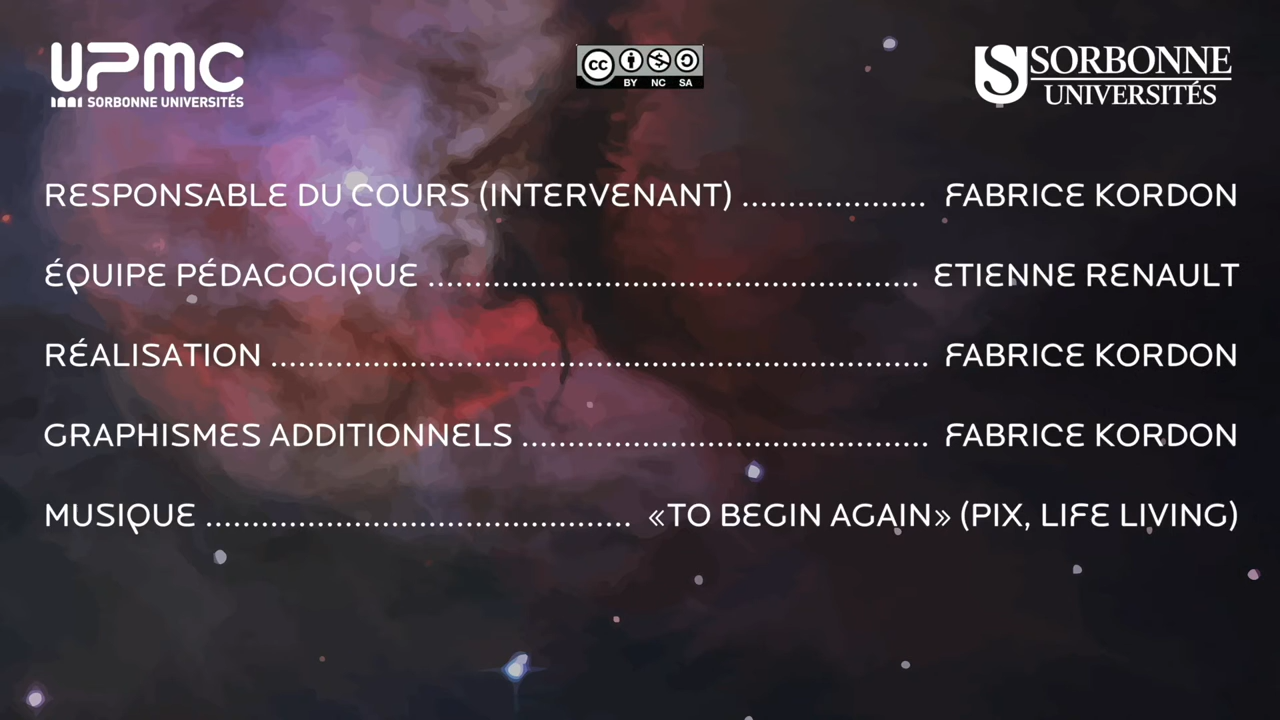 UPMC
SORBONNE UNIVERSITÉS
cc BY NC SA
SORBONNE
UNIVERSITÉS
RESPONSABLE DU COURS (INTERVENANT) .................... FABRICE KORDON
ÉQUIPE PÉDAGOGIQUE ..................................................... ETIENNE RENAULT
RÉALISATION ....................................................................... FABRICE KORDON
GRAPHISMES ADDITIONNELS ............................................ FABRICE KORDON
MUSIQUE .............................................. «TO BEGIN AGAIN» (PIX, LIFE LIVING)